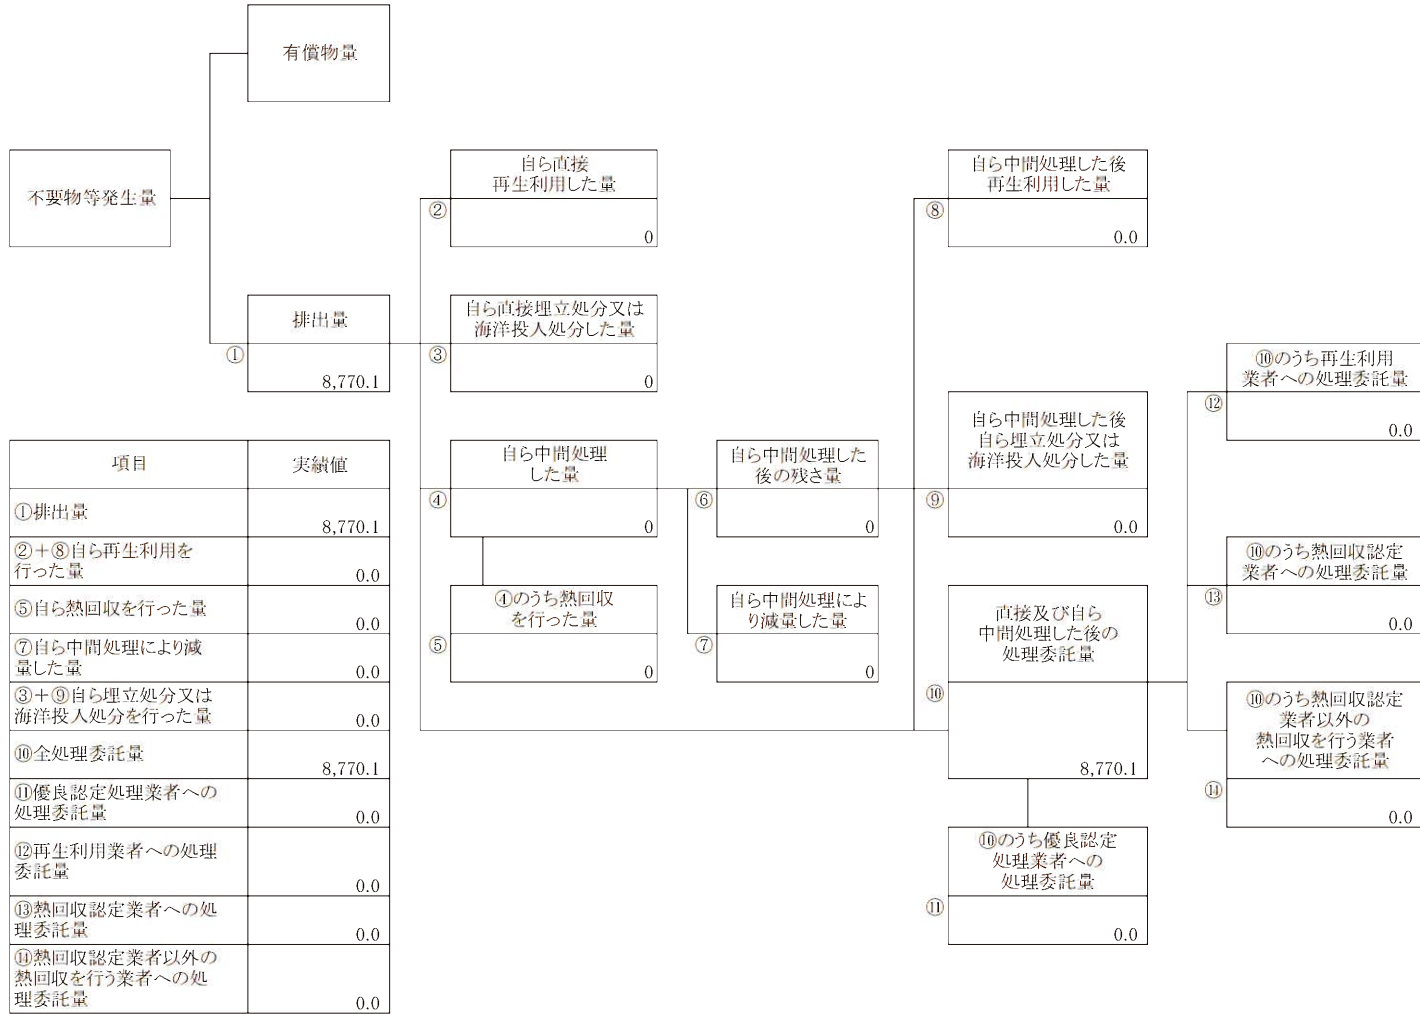 有償物量
不要物等発生量
排出量
①
8,770.1
自ら直接
再生利用した量
②
0
自ら直接埋立処分又は
海洋投入処分した量
③
0
自ら中間処理
した量
④
0
④のうち熱回収
を行った量
⑤
0
自ら中間処理した
後の残さ量
⑥
0
自ら中間処理によ
り減量した量
⑦
0
自ら中間処理した後
再生利用した量
⑧
0.0
自ら中間処理した後
自ら埋立処分又は
海洋投入処分した量
⑨
0.0
直接及び自ら
中間処理した後の
処理委託量
⑩
8,770.1
⑩のうち優良認定
処理業者への
処理委託量
⑪
0.0
⑩のうち再生利用
業者への処理委託量
⑫
0.0
⑩のうち熱回収認定
業者への処理委託量
⑬
0.0
⑩のうち熱回収認定
業者以外の
熱回収を行う業者
への処理委託量
⑭
0.0
項目 実績値
①排出量
8,770.1
②+⑧自ら再生利用を
行った量
0.0
⑤自ら熱回収を行った量
0.0
⑦自ら中間処理により減
量した量
0.0
③+⑨自ら埋立処分又は
海洋投入処分を行った量
0.0
⑩全処理委託量
8,770.1
⑪優良認定処理業者への
処理委託量
0.0
⑫再生利用業者への処理
委託量
0.0
⑬熱回収認定業者への処
理委託量
0.0
⑭熱回収認定業者以外の
熱回収を行う業者への処
理委託量
0.0